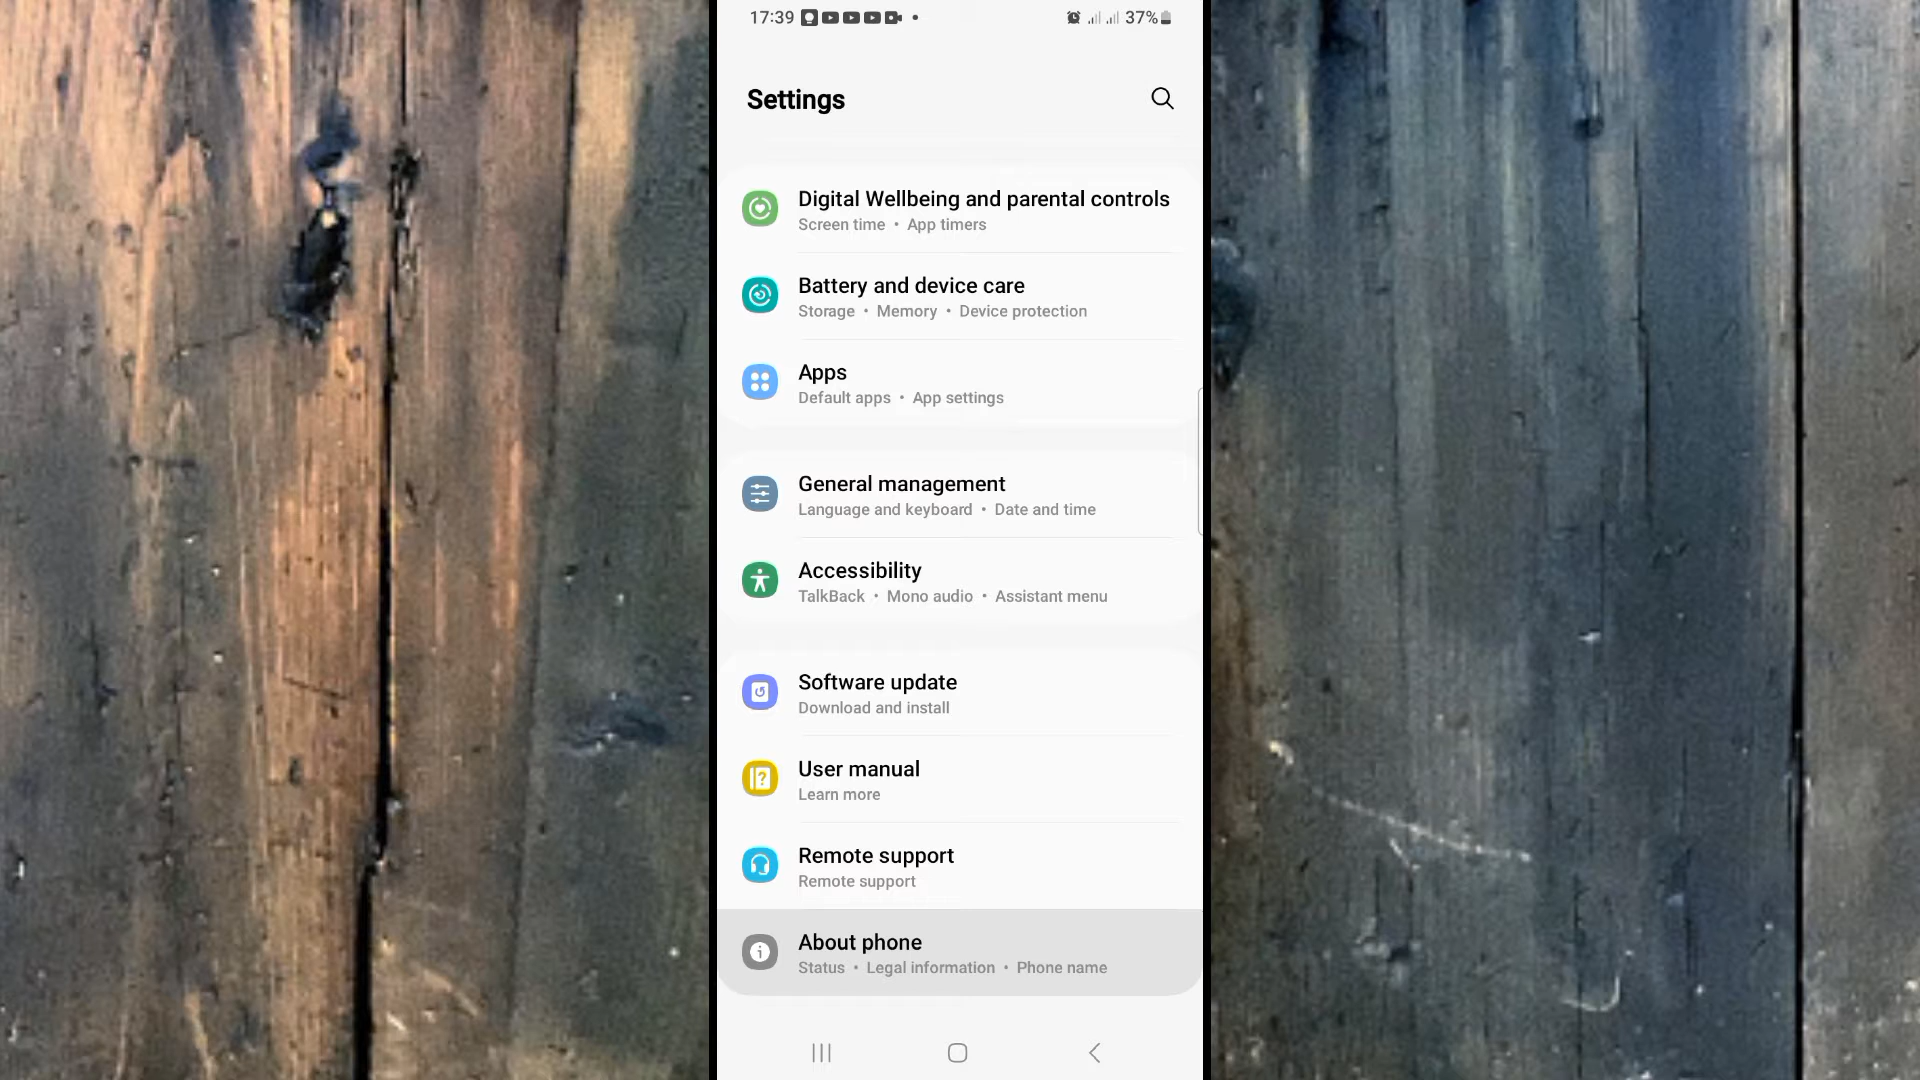 17:39 37%
Settings
Digital Wellbeing and parental controls
Screen time • App timers
Battery and device care
Storage • Memory • Device protection
Apps
Default apps • App settings
General management
Language and keyboard • Date and time
Accessibility
TalkBack • Mono audio • Assistant menu
Software update
Download and install
User manual
Learn more
Remote support
Remote support
About phone
Status • Legal information • Phone name